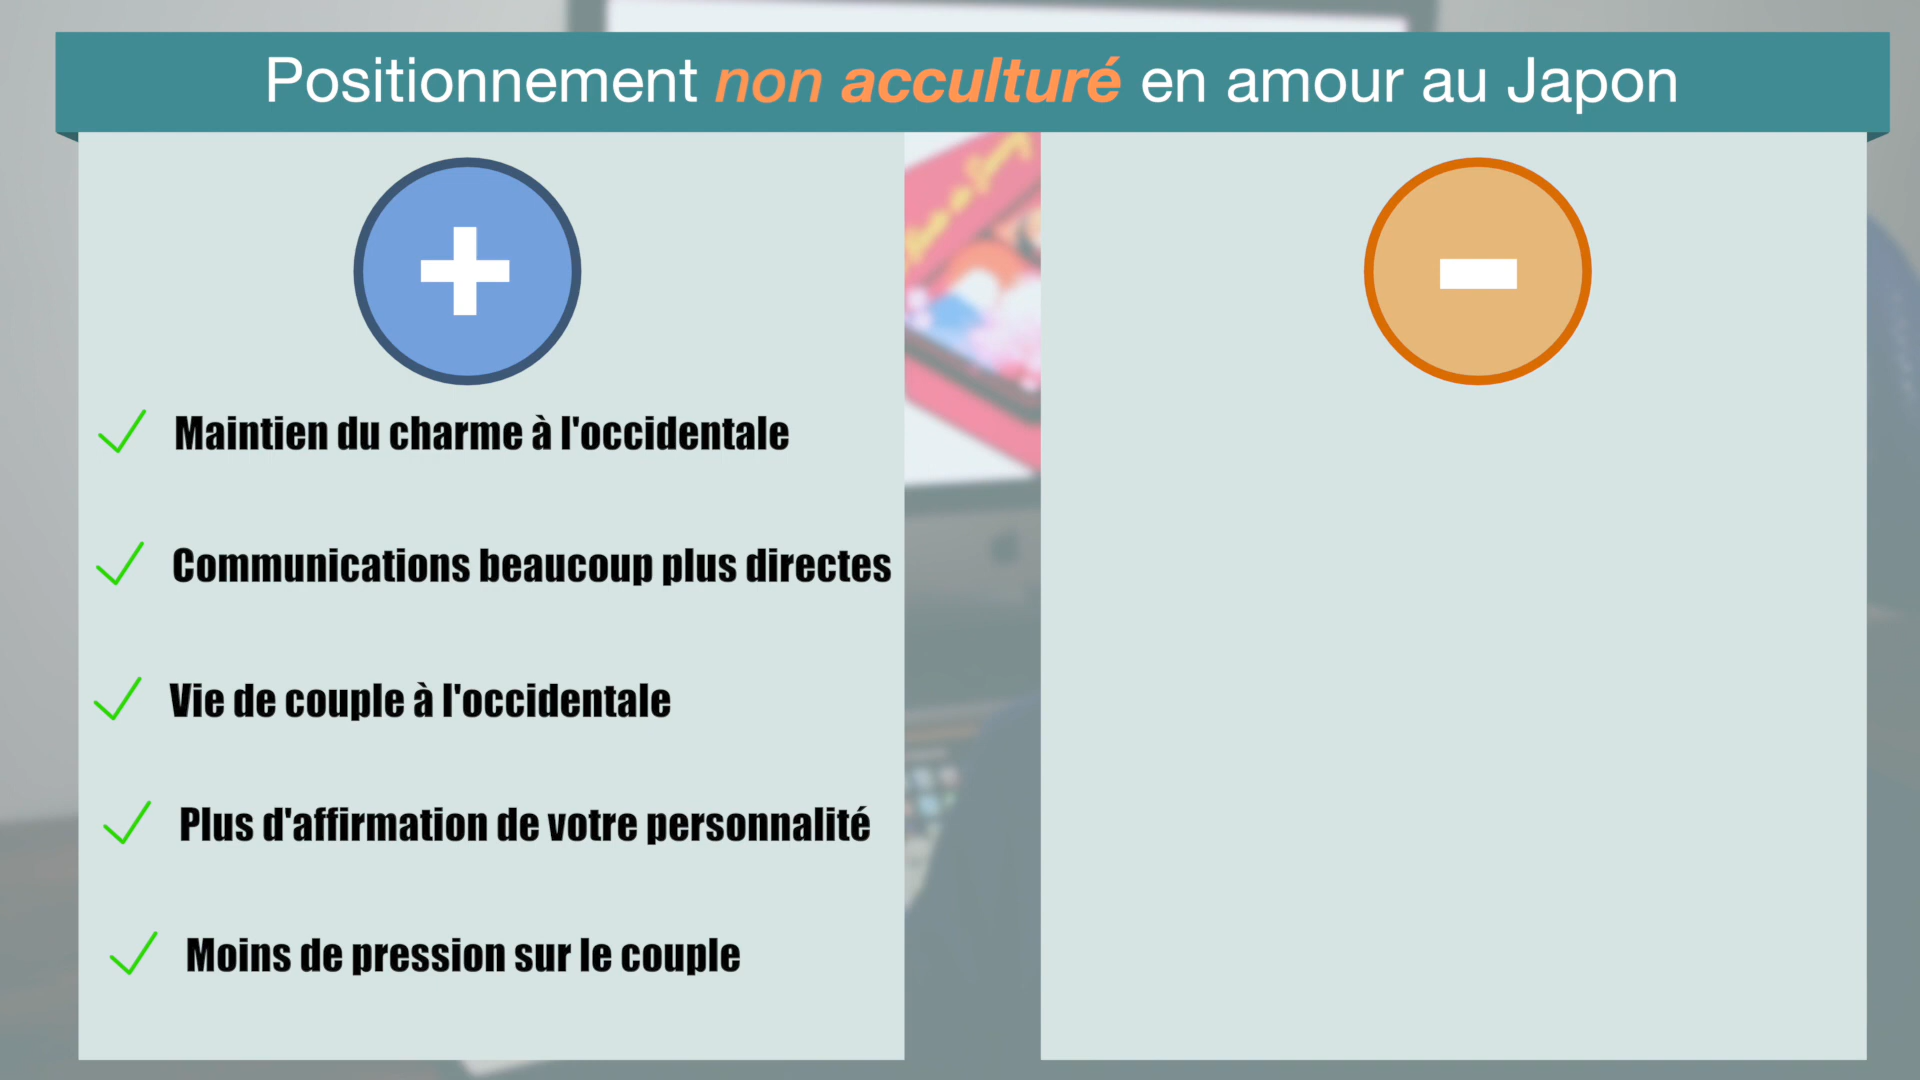 Positionnement non acculturé en amour au Japon
Maintien du charme à l'occidentale
Communications beaucoup plus directes
Vie de couple à l'occidentale
Plus d'affirmation de votre personnalité
Moins de pression sur le couple